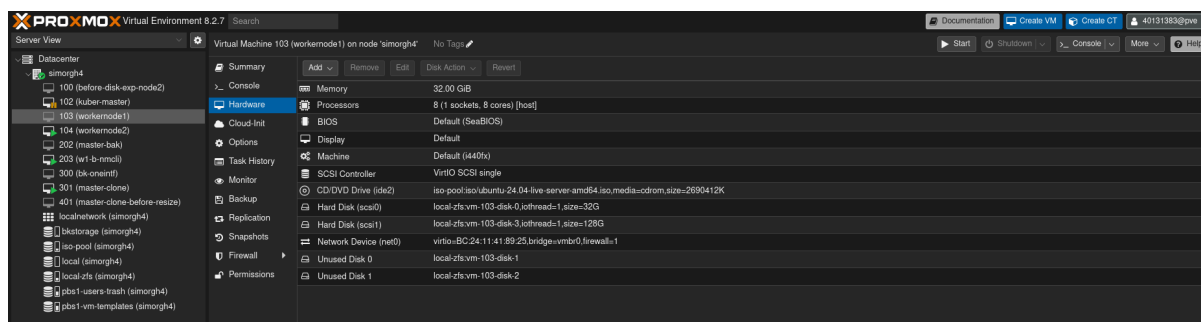 PROXMOX Virtual Environment 8.2.7 Search Documentation Create VM Create CT 40131383@pve
Server View
Virtual Machine 103 (workernode1) on node 'simorgh4' No Tags Start Shutdown Console More Help
Datacenter
simorgh4
100 (before-disk-exp-node2)
102 (kuber-master)
103 (workernode1)
104 (workernode2)
202 (master-bak)
203 (w1-b-nmcli)
300 (bk-oneintf)
301 (master-clone)
401 (master-clone-before-resize)
localnetwork (simorgh4)
bkstorage (simorgh4)
iso-pool (simorgh4)
local (simorgh4)
local-zfs (simorgh4)
pbs1-users-trash (simorgh4)
pbs1-vm-templates (simorgh4)
Summary
Console
Hardware
Cloud-Init
Options
Task History
Monitor
Backup
Replication
Snapshots
Firewall
Permissions
Add Remove Edit Disk Action Revert
Memory 32.00 GiB
Processors 8 (1 sockets, 8 cores) [host]
BIOS Default (SeaBIOS)
Display Default
Machine Default (i440fx)
SCSI Controller VirtIO SCSI single
CD/DVD Drive (ide2) iso-pool:iso/ubuntu-24.04-live-server-amd64.iso,media=cdrom,size=2690412K
Hard Disk (scsi0) local-zfs:vm-103-disk-0,iothread=1,size=32G
Hard Disk (scsi1) local-zfs:vm-103-disk-3,iothread=1,size=128G
Network Device (net0) virtio=BC:24:11:41:89:25,bridge=vmbr0,firewall=1
Unused Disk 0 local-zfs:vm-103-disk-1
Unused Disk 1 local-zfs:vm-103-disk-2